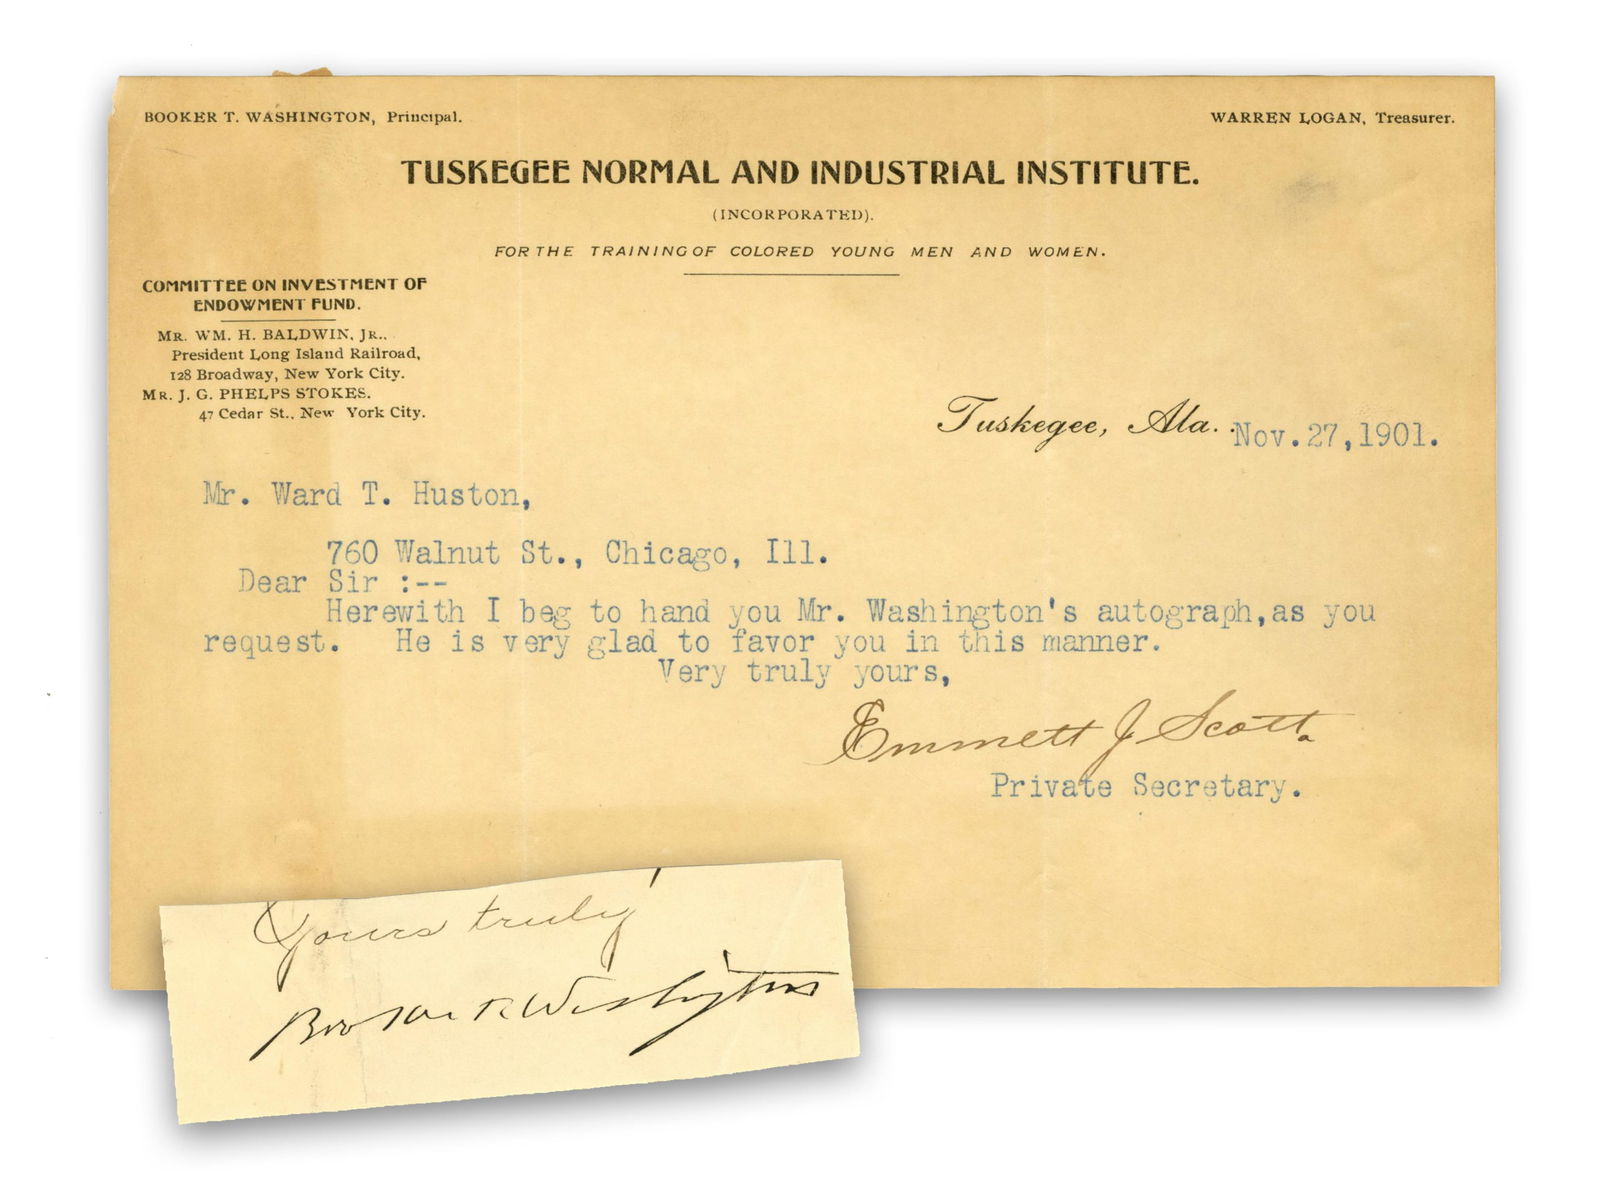 BOOKER T. WASHINGTON, Principal.
WARREN LOGAN, Treasurer.
TUSKEGEE NORMAL AND INDUSTRIAL INSTITUTE.
(INCORPORATED).
FOR THE TRAINING OF COLORED YOUNG MEN AND WOMEN.
COMMITTEE ON INVESTMENT OF
ENDOWMENT FUND.
MR. WM. H. BALDWIN, JR.,
President Long Island Railroad,
128 Broadway, New York City.
MR. J. G. PHELPS STOKES.
47 Cedar St., New York City.
Tuskegee, Ala. Nov.27,1901.
Mr. Ward T. Huston,
760 Walnut St., Chicago, Ill.
Dear Sir :--
Herewith I beg to hand you Mr. Washington's autograph,as you
request. He is very glad to favor you in this manner.
Very truly yours,
Emmett J Scott.
Private Secretary.
Yours truly
Booker T. Washington